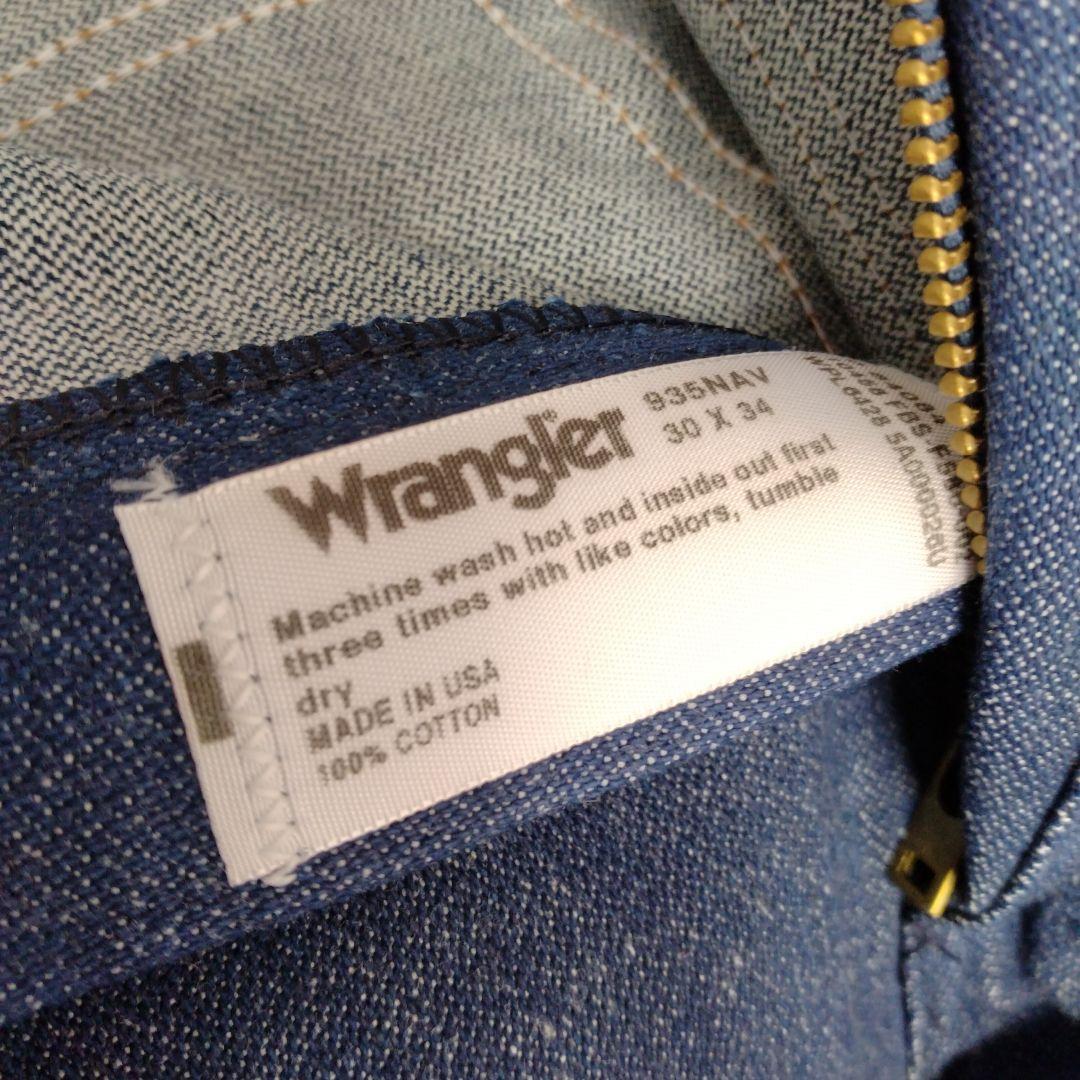 Wrangler
935NAV
30 X 34
Machine wash hot and inside out first
three times with like colors, tumble
dry
MADE IN USA
100% COTTON
FBS